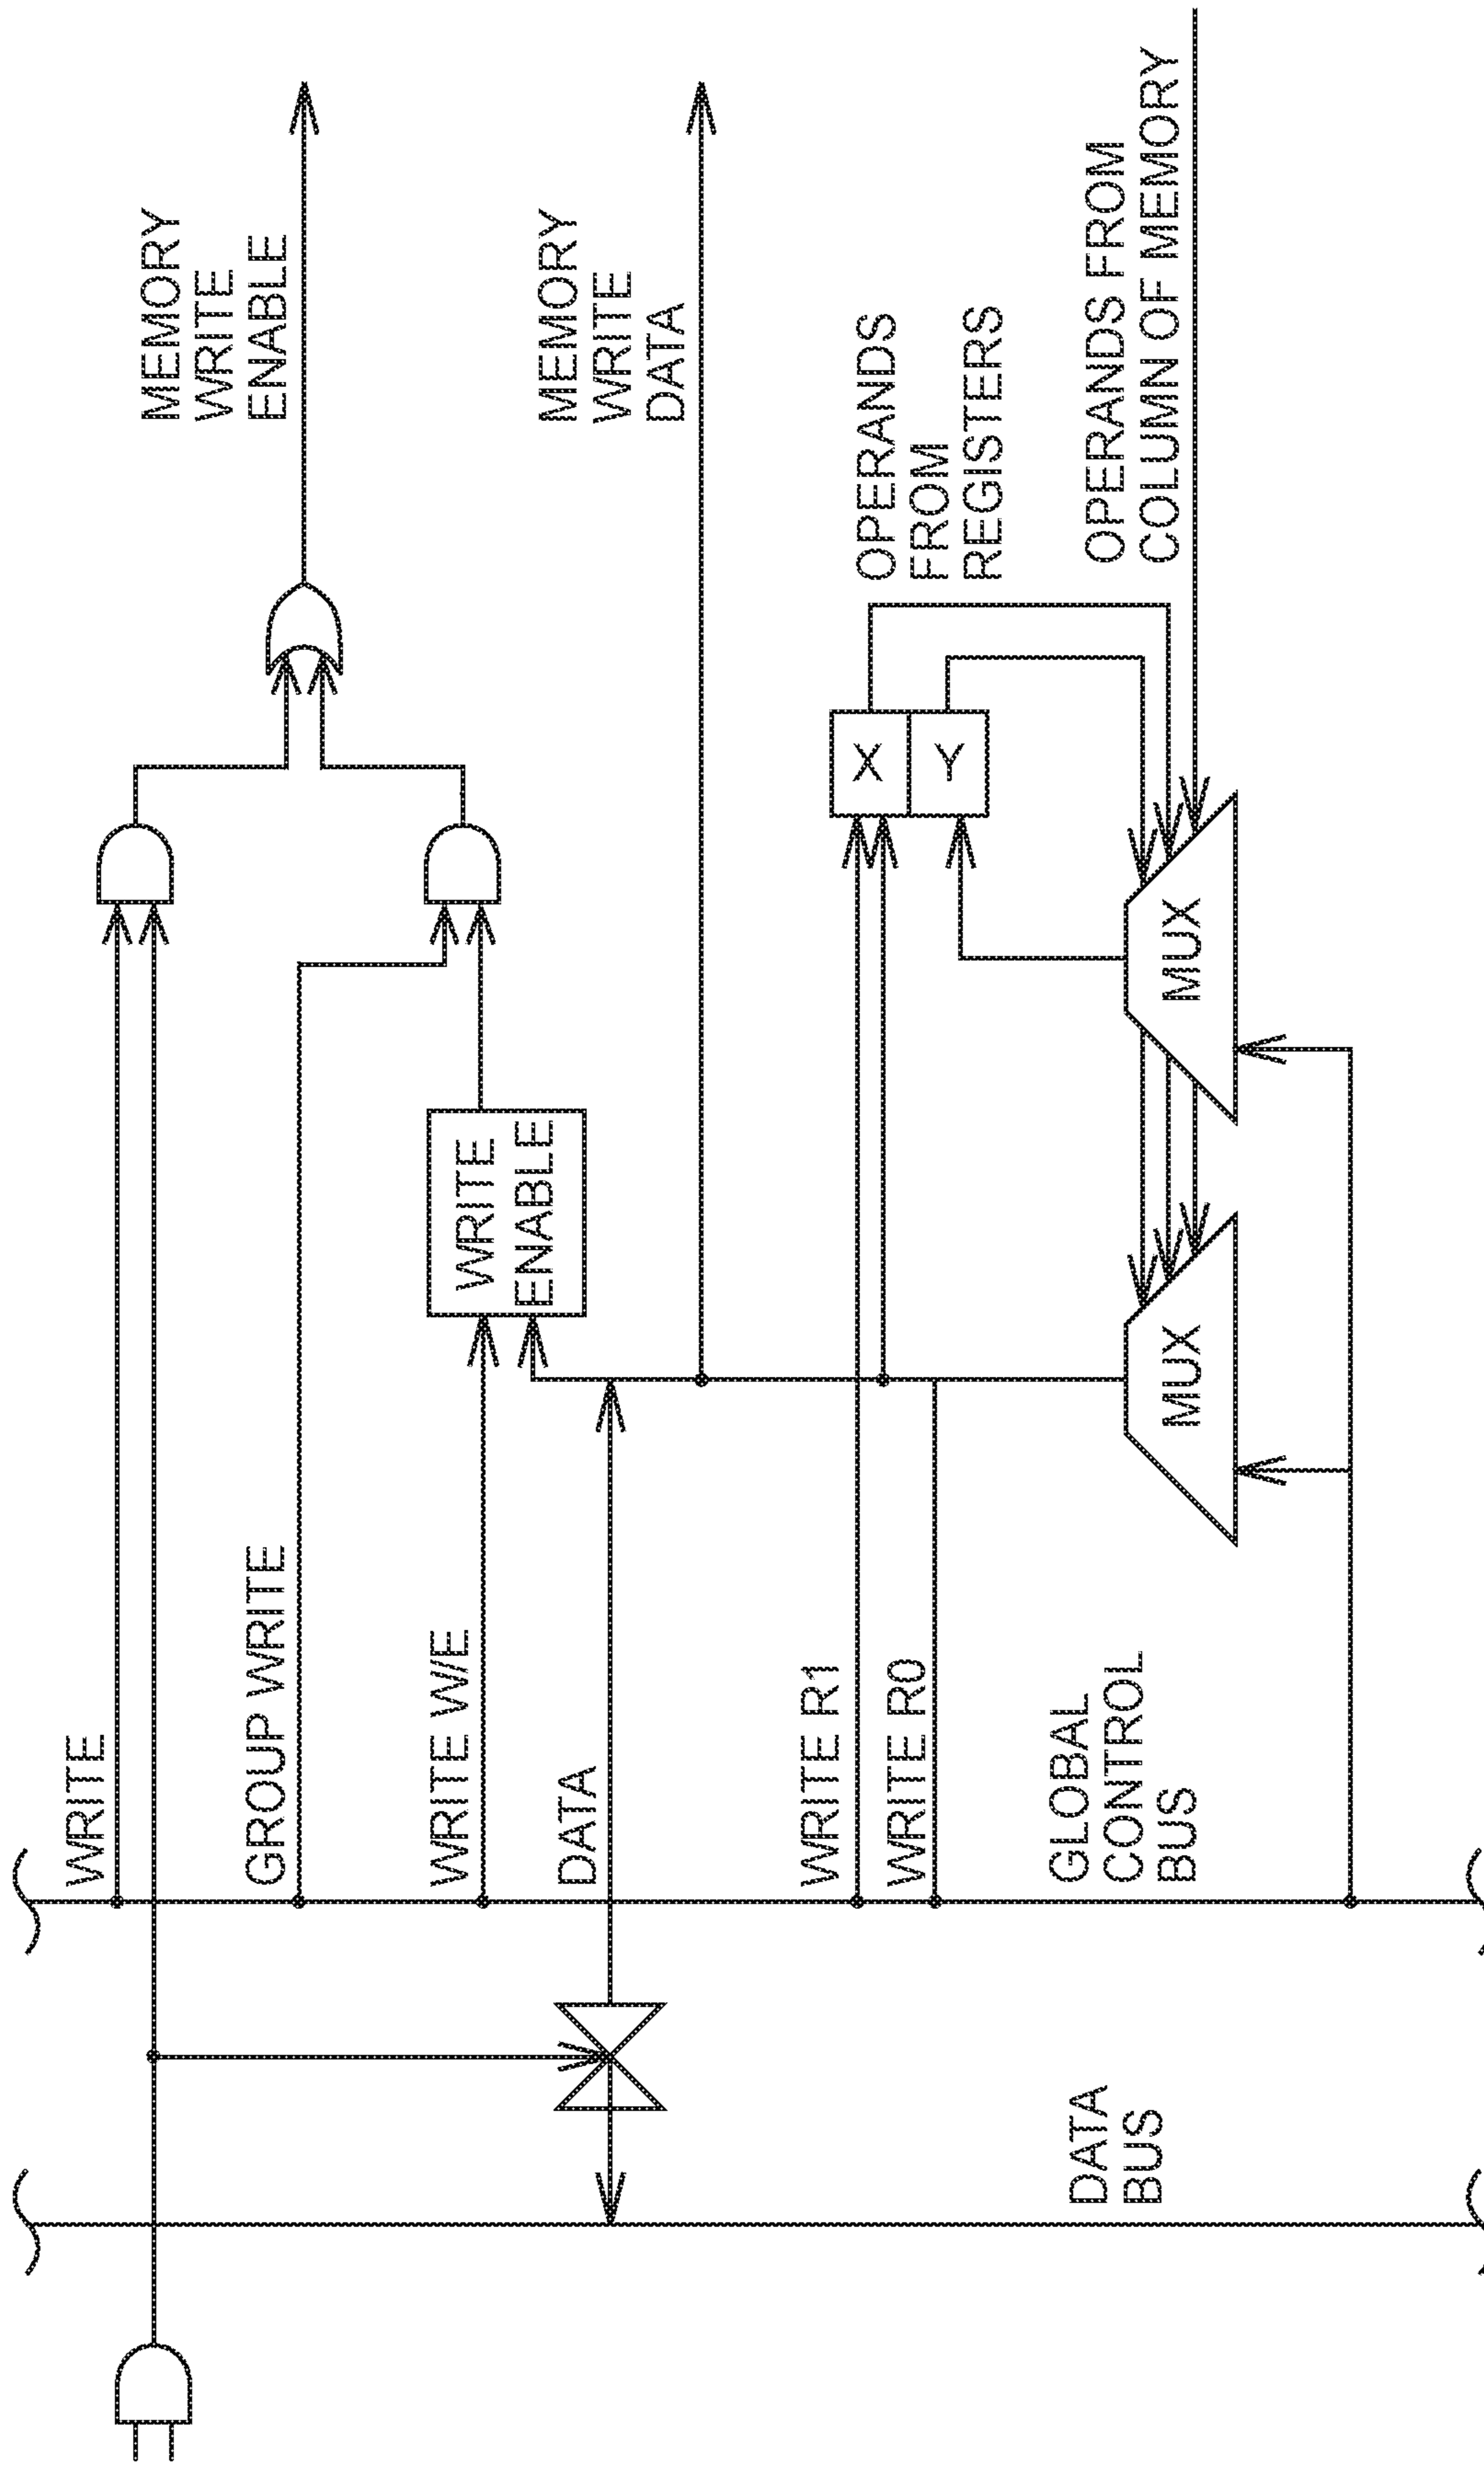 WRITE
GROUP WRITE
WRITE W/E
DATA
WRITE R1
WRITE R0
GLOBAL
CONTROL
BUS
DATA
BUS
WRITE
ENABLE
MUX
MUX
X
Y
MEMORY
WRITE
ENABLE
MEMORY
WRITE
DATA
OPERANDS
FROM
REGISTERS
OPERANDS FROM
COLUMN OF MEMORY